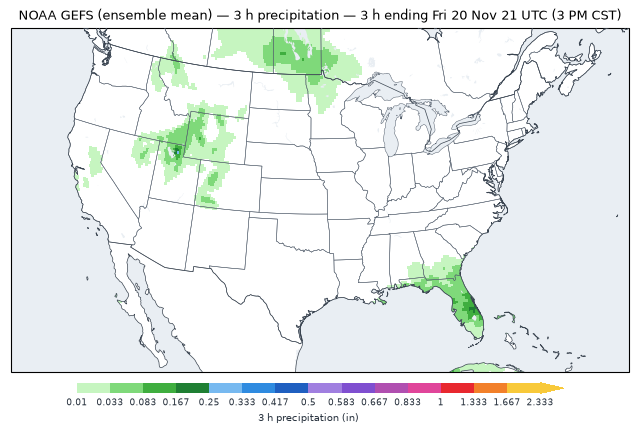 NOAA GEFS (ensemble mean) — 3 h precipitation — 3 h ending Fri 20 Nov 21 UTC (3 PM CST)
0.01 0.033 0.083 0.167 0.25 0.333 0.417 0.5 0.583 0.667 0.833 1 1.333 1.667 2.333
3 h precipitation (in)